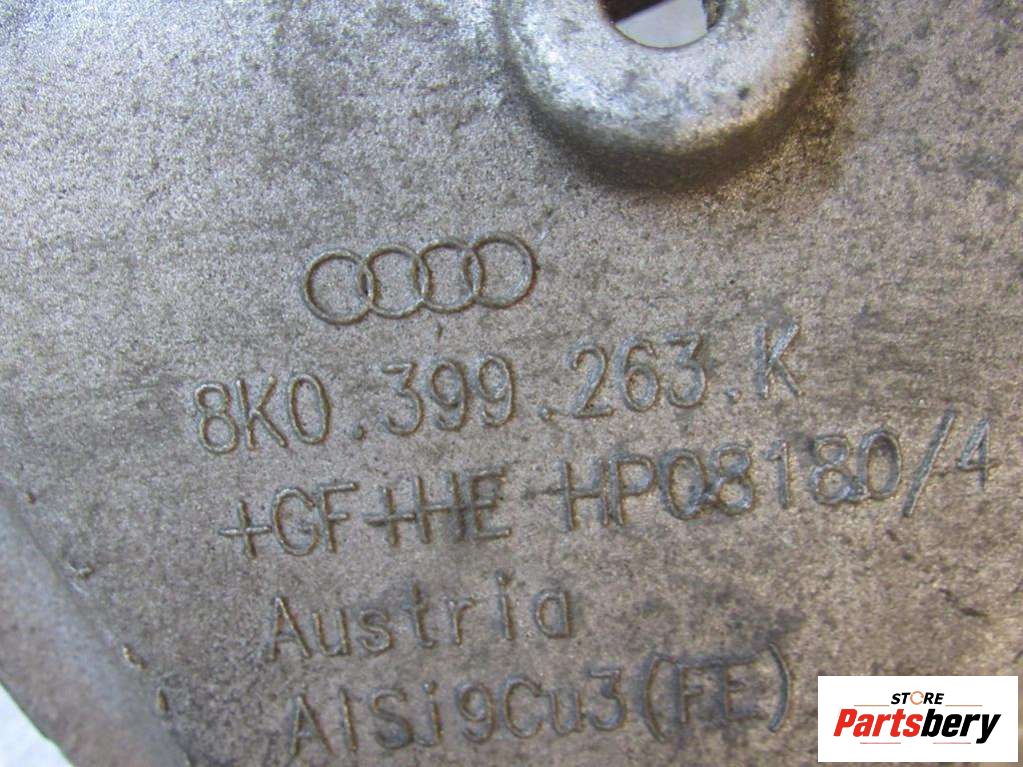 8K0.399.263.K
+GF+HE HP08180/4
Austria
AlSi9Cu3(FE)
STORE
Partsbery